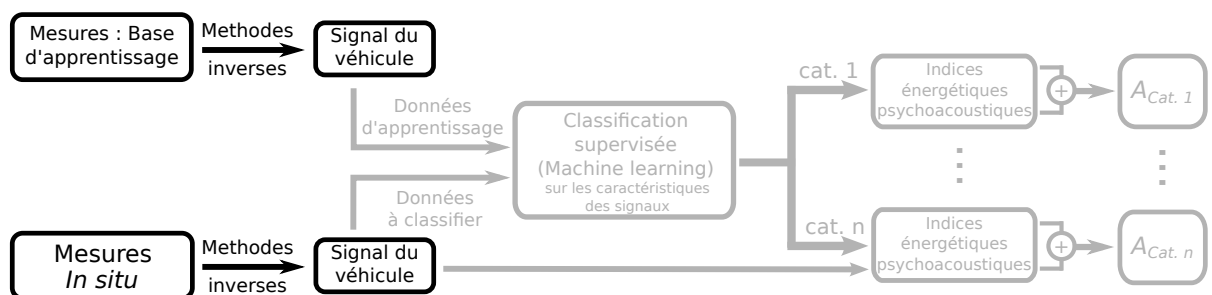 Mesures : Base
d'apprentissage
Methodes
inverses
Signal du
véhicule
Données
d'apprentissage
Classification
supervisée
(Machine learning)
sur les caractéristiques
des signaux
cat. 1
Indices
énergétiques
psychoacoustiques
+
A Cat. 1
Données
à classifier
Mesures
In situ
Methodes
inverses
Signal du
véhicule
cat. n
Indices
énergétiques
psychoacoustiques
+
A Cat. n